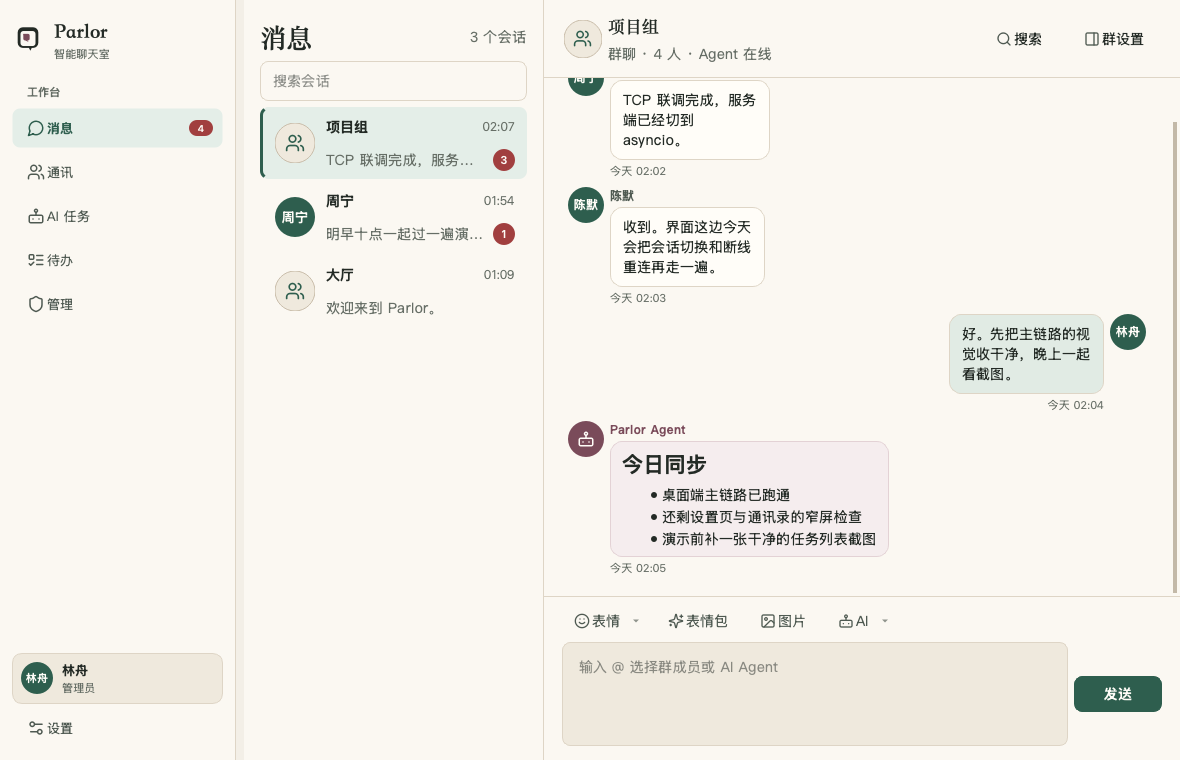 Parlor
智能聊天室
工作台
消息
4
通讯
AI 任务
待办
管理
林舟
林舟
管理员
设置
消息
3 个会话
搜索会话
项目组
02:07
TCP 联调完成，服务…
3
周宁
周宁
01:54
明早十点一起过一遍演…
1
大厅
01:09
欢迎来到 Parlor。
项目组
群聊 · 4 人 · Agent 在线
搜索
群设置
周宁
TCP 联调完成，服务
端已经切到
asyncio。
今天 02:02
陈默
陈默
收到。界面这边今天
会把会话切换和断线
重连再走一遍。
今天 02:03
好。先把主链路的视
觉收干净，晚上一起
看截图。
林舟
今天 02:04
Parlor Agent
今日同步
• 桌面端主链路已跑通
• 还剩设置页与通讯录的窄屏检查
• 演示前补一张干净的任务列表截图
今天 02:05
表情
表情包
图片
AI
输入 @ 选择群成员或 AI Agent
发送